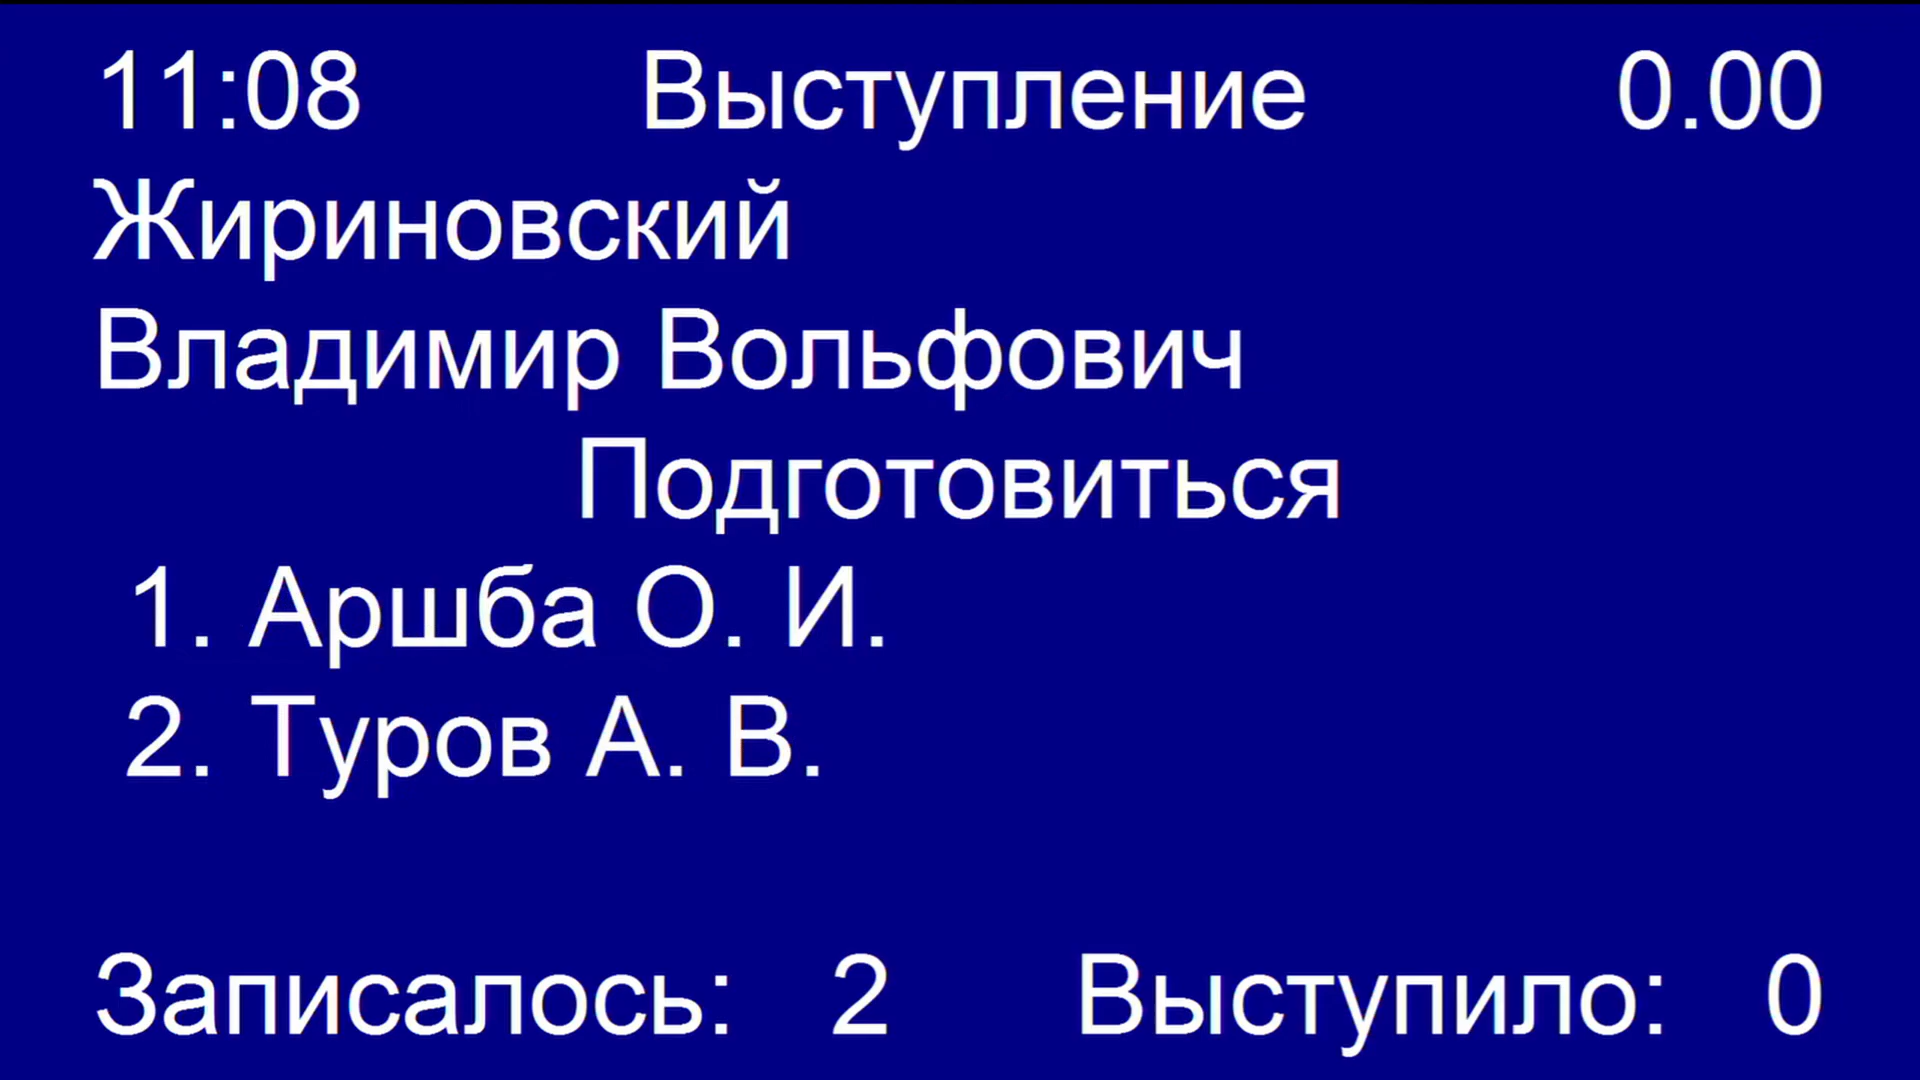 11:08 Выступление 0.00
Жириновский
Владимир Вольфович
Подготовиться
1. Аршба О. И.
2. Туров А. В.
Записалось: 2 Выступило: 0